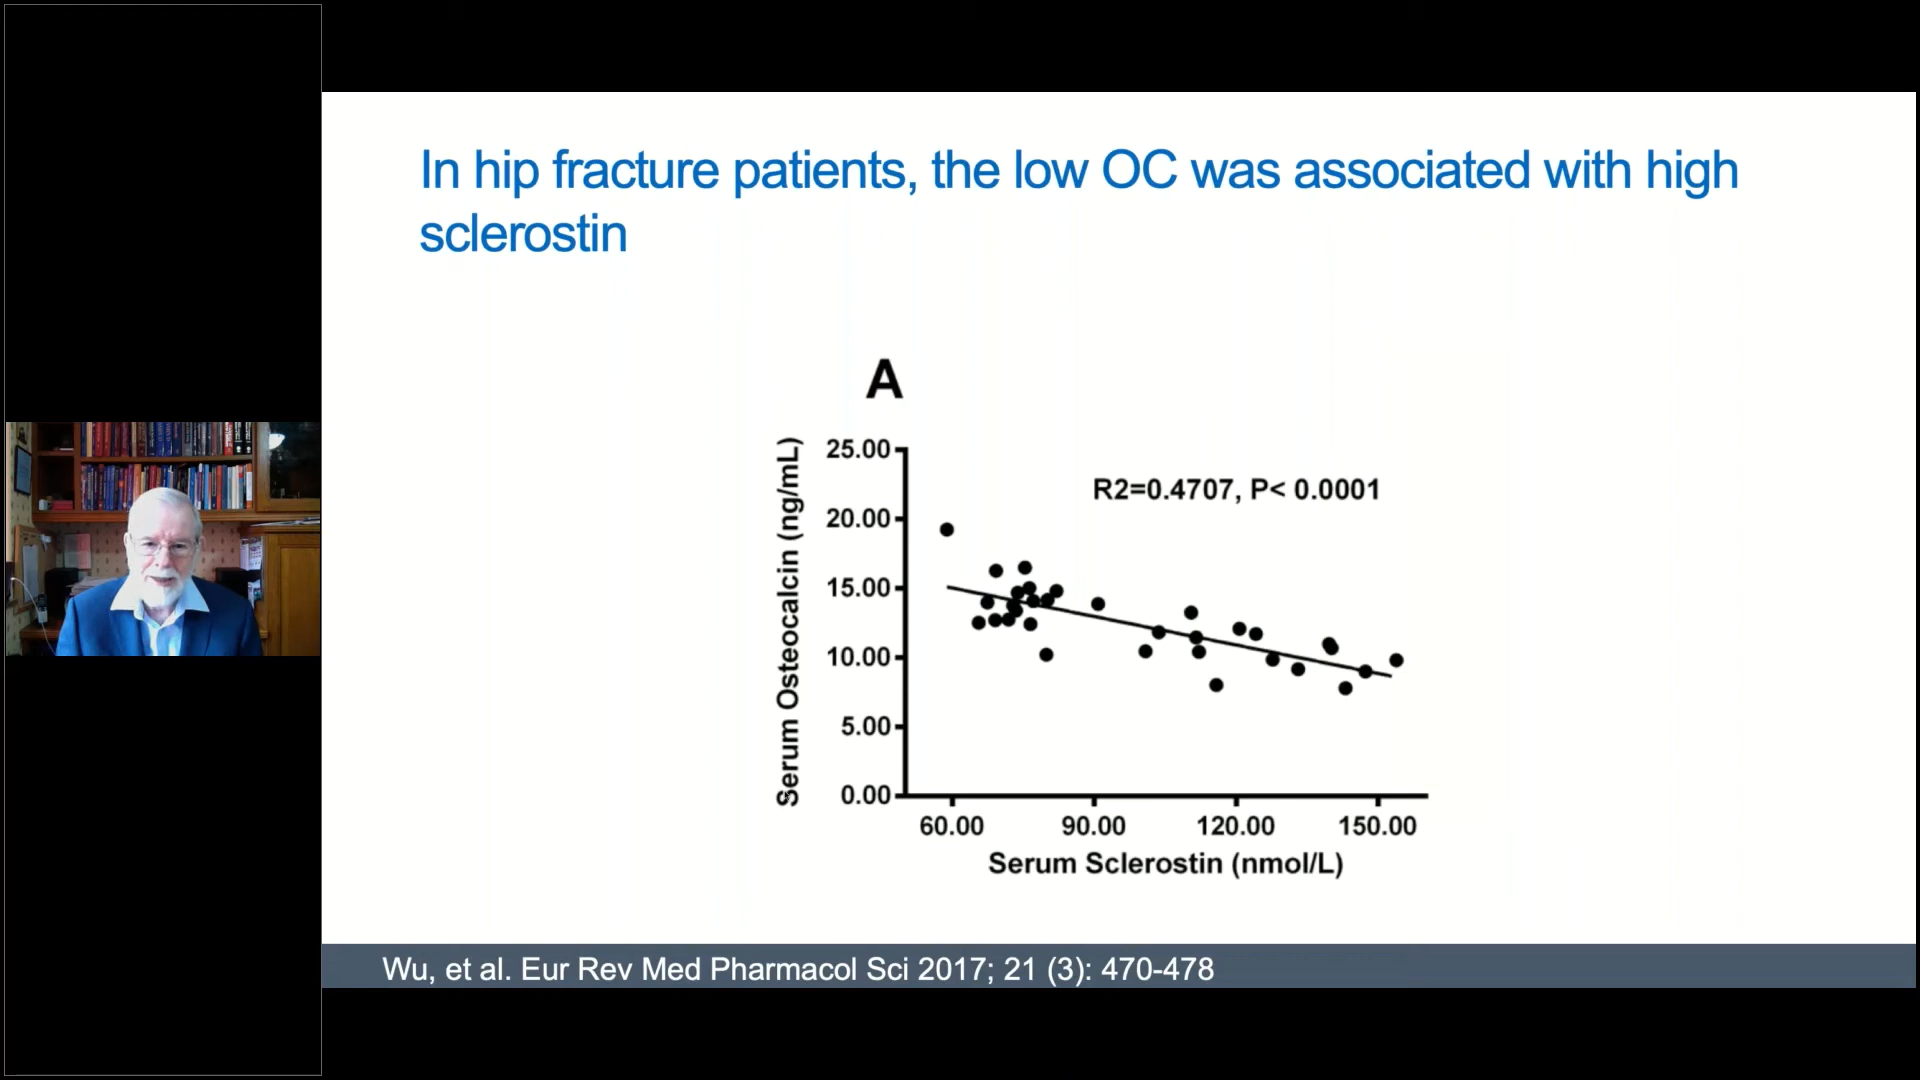 In hip fracture patients, the low OC was associated with high
sclerostin
A
Serum Osteocalcin (ng/mL)
25.00
20.00
15.00
10.00
5.00
0.00
R2=0.4707, P< 0.0001
60.00 90.00 120.00 150.00
Serum Sclerostin (nmol/L)
Wu, et al. Eur Rev Med Pharmacol Sci 2017; 21 (3): 470-478